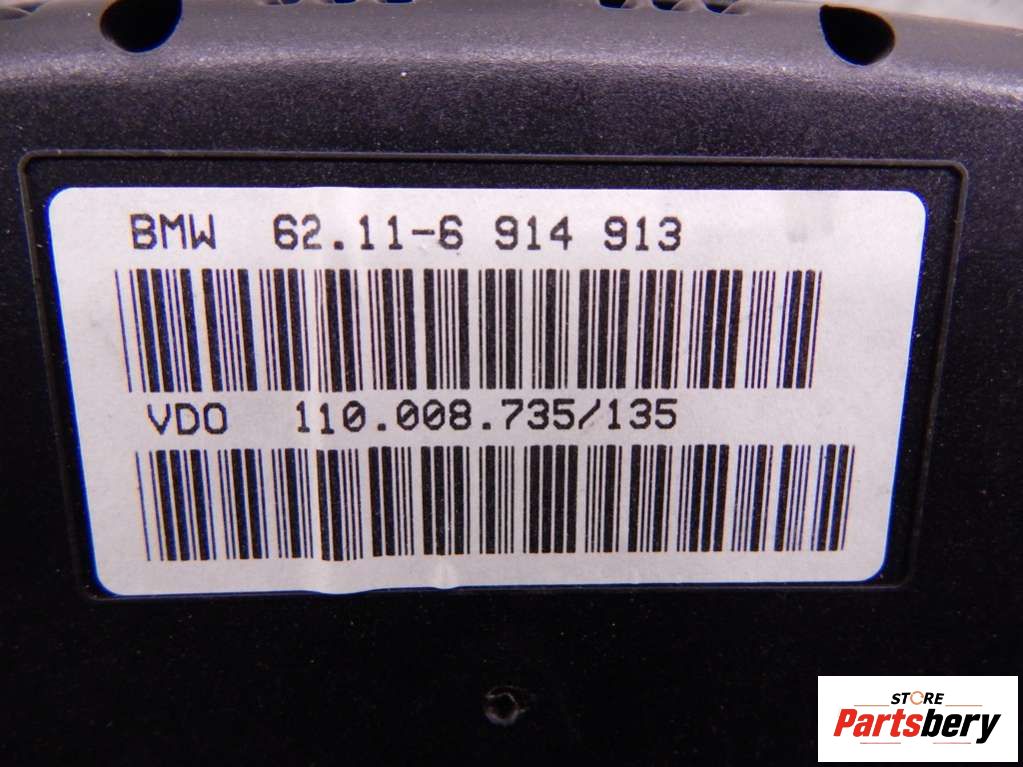 BMW 62.11-6 914 913
VDO 110.008.735/135
STORE
Partsbery